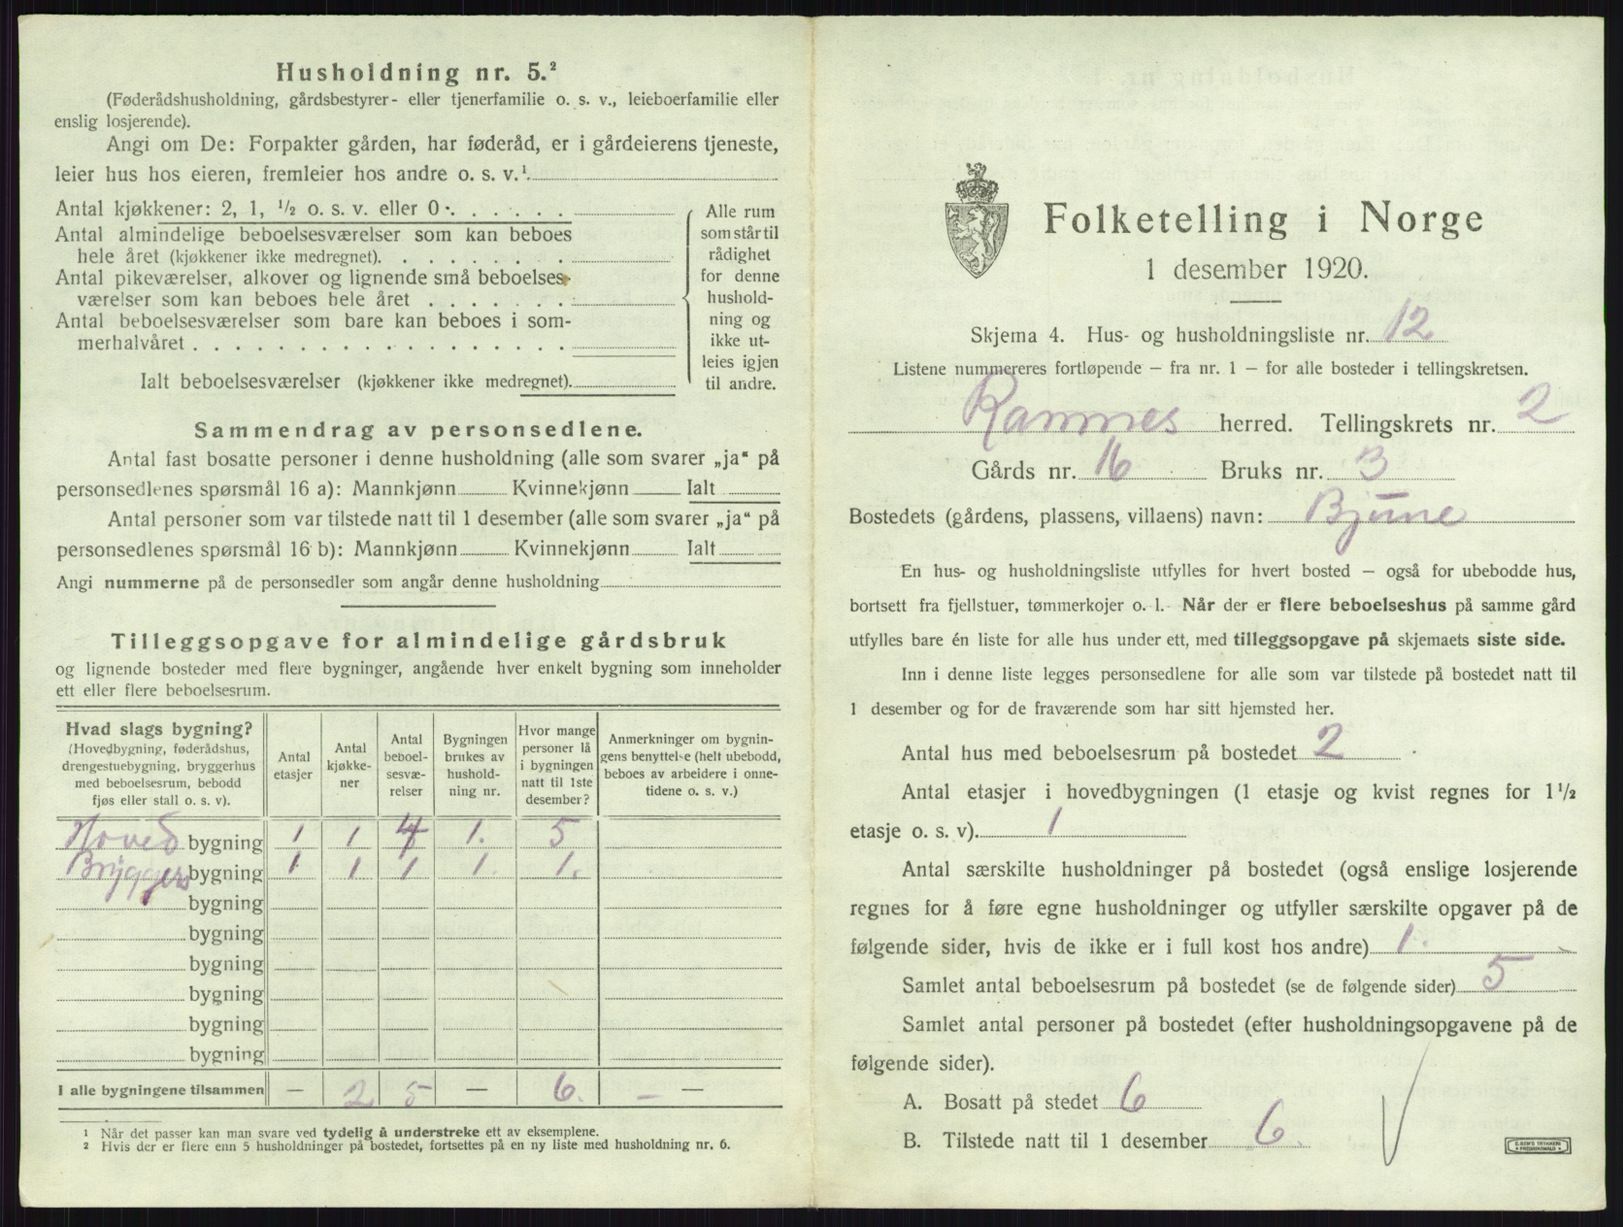 Husholdning nr. 5.²
(Føderådshusholdning, gårdsbestyrer- eller tjenerfamilie o. s. v., leieboerfamilie eller
enslig losjerende).
Angi om De: Forpakter gården, har føderåd, er i gårdeierens tjeneste,
leier hus hos eieren, fremleier hos andre o. s. v.¹
Antal kjøkkener: 2, 1, ½ o. s. v. eller 0
Antal almindelige beboelsesværelser som kan beboes
hele året (kjøkkener ikke medregnet)
Antal pikeværelser, alkover og lignende små beboelses-
værelser som kan beboes hele året
Antal beboelsesværelser som bare kan beboes i som-
merhalvåret
Ialt beboelsesværelser (kjøkkener ikke medregnet)
Alle rum
som står til
rådighet
for denne
hushold-
ning og
ikke ut-
leies igjen
til andre.
Sammendrag av personsedlene.
Antal fast bosatte personer i denne husholdning (alle som svarer „ja“ på
personsedlenes spørsmål 16 a): Mannkjønn Kvinnekjønn Ialt
Antal personer som var tilstede natt til 1 desember (alle som svarer „ja“ på
personsedlenes spørsmål 16 b): Mannkjønn Kvinnekjønn Ialt
Angi nummerne på de personsedler som angår denne husholdning
Tilleggsopgave for almindelige gårdsbruk
og lignende bosteder med flere bygninger, angående hver enkelt bygning som inneholder
ett eller flere beboelsesrum.
Hvad slags bygning?
(Hovedbygning, føderådshus,
drengestuebygning, bryggerhus
med beboelsesrum, bebodd
fjøs eller stall o. s. v).
Antal
etasjer
Antal
kjøkke-
ner
Antal
beboel-
sesvæ-
relser
Bygningen
brukes av
hushold-
ning nr.
Hvor mange
personer lå
i bygningen
natt til 1ste
desember?
Anmerkninger om bygnin-
gens benyttelse (helt ubebodd,
beboes av arbeidere i onne-
tidene o. s. v.)
Hoved bygning 1 1 4 1. 5
Bryggers bygning 1 1 1 1. 1.
bygning
bygning
bygning
bygning
bygning
bygning
I alle bygningene tilsammen — 2 5 — 6. —
¹ Når det passer kan man svare ved tydelig å understreke ett av eksemplene.
² Hvis der er flere enn 5 husholdninger på bostedet, fortsettes på en ny liste med husholdning nr. 6.
Folketelling i Norge
1 desember 1920.
Skjema 4. Hus- og husholdningsliste nr. 12
Listene nummereres fortløpende — fra nr. 1 — for alle bosteder i tellingskretsen.
Ramnes herred. Tellingskrets nr. 2
Gårds nr. 16 Bruks nr. 3
Bostedets (gårdens, plassens, villaens) navn: Bjune
En hus- og husholdningsliste utfylles for hvert bosted — også for ubebodde hus,
bortsett fra fjellstuer, tømmerkojer o. l. Når der er flere beboelseshus på samme gård
utfylles bare én liste for alle hus under ett, med tilleggsopgave på skjemaets siste side.
Inn i denne liste legges personsedlene for alle som var tilstede på bostedet natt til
1 desember og for de fraværende som har sitt hjemsted her.
Antal hus med beboelsesrum på bostedet 2
Antal etasjer i hovedbygningen (1 etasje og kvist regnes for 1½
etasje o. s. v). 1
Antal særskilte husholdninger på bostedet (også enslige losjerende
regnes for å føre egne husholdninger og utfyller særskilte opgaver på de
følgende sider, hvis de ikke er i full kost hos andre) 1.
Samlet antal beboelsesrum på bostedet (se de følgende sider) 5
Samlet antal personer på bostedet (efter husholdningsopgavene på de
følgende sider).
A. Bosatt på stedet 6
B. Tilstede natt til 1 desember 6.